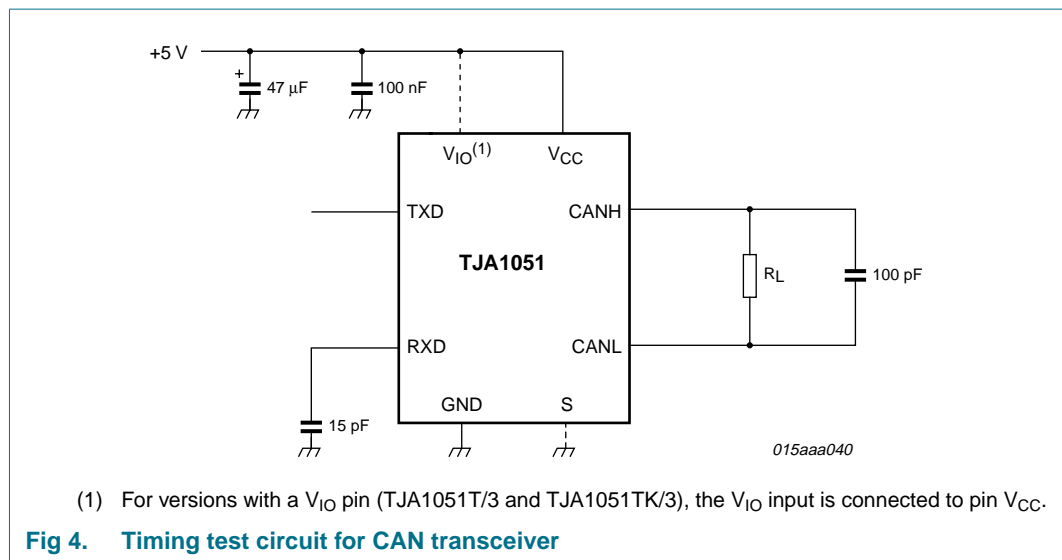 +5 V
+
47 μF
100 nF
VIO(1)
VCC
TXD
CANH
TJA1051
RL
100 pF
RXD
CANL
GND
S
15 pF
015aaa040
(1) For versions with a VIO pin (TJA1051T/3 and TJA1051TK/3), the VIO input is connected to pin VCC.
Fig 4. Timing test circuit for CAN transceiver